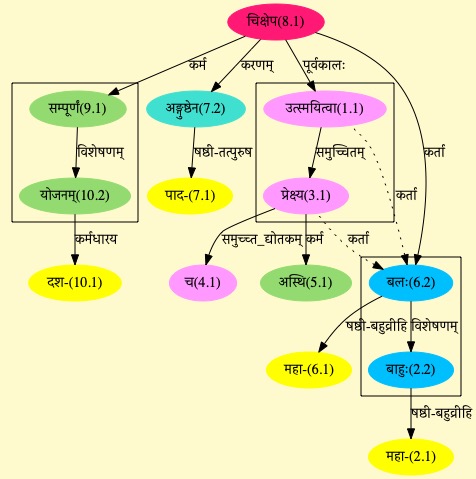 चिक्षेप(8.1)
कर्म करणम् पूर्वकालः
सम्पूर्णं(9.1) अङ्गुष्ठेन(7.2) उत्स्मयित्वा(1.1)
विशेषणम् षष्ठी-तत्पुरुष समुच्चितम् कर्ता
योजनम्(10.2) पाद-(7.1) प्रेक्ष्य(3.1) कर्ता
कर्मधारय समुच्च्त_द्योतकम् कर्म कर्ता
दश-(10.1) च(4.1) अस्थि(5.1) बलः(6.2)
षष्ठी-बहुव्रीहि विशेषणम्
महा-(6.1) बाहुः(2.2)
षष्ठी-बहुव्रीहि
महा-(2.1)